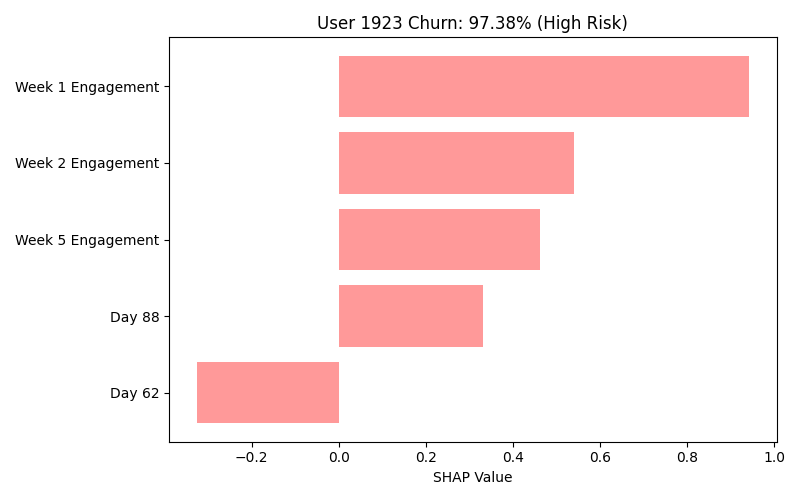 User 1923 Churn: 97.38% (High Risk)
Week 1 Engagement
Week 2 Engagement
Week 5 Engagement
Day 88
Day 62
−0.2 0.0 0.2 0.4 0.6 0.8 1.0
SHAP Value